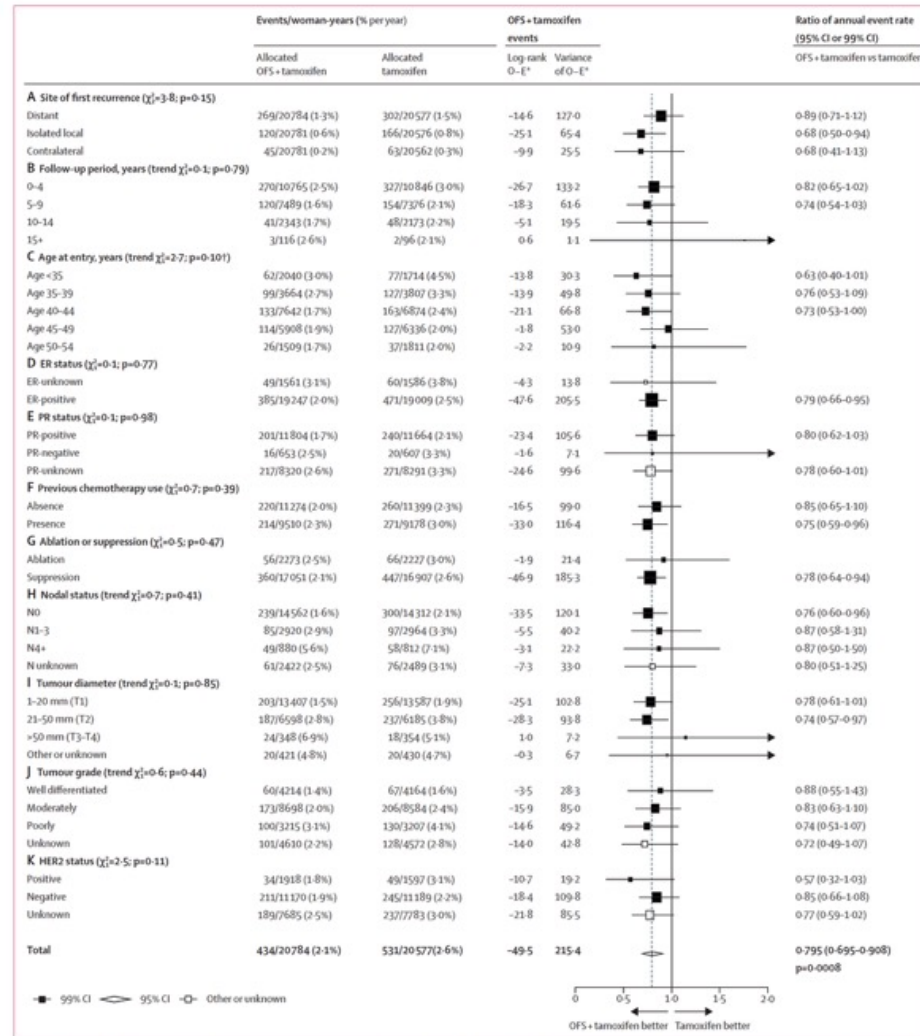 Events/woman-years (% per year) OFS + tamoxifen events Ratio of annual event rate (95% CI or 99% CI)
Allocated OFS + tamoxifen Allocated tamoxifen Log-rank O–E* Variance of O–E* OFS + tamoxifen vs tamoxifen
A Site of first recurrence (χ²=3·8; p=0·15)
Distant 269/20784 (1·3%) 302/20577 (1·5%) –14·6 127·0 0·89 (0·71–1·12)
Isolated local 120/20781 (0·6%) 166/20576 (0·8%) –25·1 65·4 0·68 (0·50–0·94)
Contralateral 45/20781 (0·2%) 63/20562 (0·3%) –9·9 25·5 0·68 (0·41–1·13)
B Follow-up period, years (trend χ²=0·1; p=0·79)
0–4 270/10765 (2·5%) 327/10846 (3·0%) –26·7 133·2 0·82 (0·65–1·02)
5–9 120/7489 (1·6%) 154/7376 (2·1%) –18·3 61·6 0·74 (0·54–1·03)
10–14 41/2343 (1·7%) 48/2173 (2·2%) –5·1 19·5
15+ 3/116 (2·6%) 2/96 (2·1%) 0·6 1·1
C Age at entry, years (trend χ²=2·7; p=0·10†)
Age <35 62/2040 (3·0%) 77/1714 (4·5%) –13·8 30·3 0·63 (0·40–1·01)
Age 35–39 99/3664 (2·7%) 127/3807 (3·3%) –13·9 49·8 0·76 (0·53–1·09)
Age 40–44 133/7642 (1·7%) 163/6874 (2·4%) –21·1 66·8 0·73 (0·53–1·00)
Age 45–49 114/5908 (1·9%) 127/6336 (2·0%) –1·8 53·0
Age 50–54 26/1509 (1·7%) 37/1811 (2·0%) –2·2 10·9
D ER status (χ²=0·1; p=0·77)
ER-unknown 49/1561 (3·1%) 60/1586 (3·8%) –4·3 13·8
ER-positive 385/19247 (2·0%) 471/19009 (2·5%) –47·6 205·5 0·79 (0·66–0·95)
E PR status (χ²=0·1; p=0·98)
PR-positive 201/11804 (1·7%) 240/11664 (2·1%) –23·4 105·6 0·80 (0·62–1·03)
PR-negative 16/653 (2·5%) 20/607 (3·3%) –1·6 7·1
PR-unknown 217/8320 (2·6%) 271/8291 (3·3%) –24·6 99·6 0·78 (0·60–1·01)
F Previous chemotherapy use (χ²=0·7; p=0·39)
Absence 220/11274 (2·0%) 260/11399 (2·3%) –16·5 99·0 0·85 (0·65–1·10)
Presence 214/9510 (2·3%) 271/9178 (3·0%) –33·0 116·4 0·75 (0·59–0·96)
G Ablation or suppression (χ²=0·5; p=0·47)
Ablation 56/2273 (2·5%) 66/2227 (3·0%) –1·9 21·4
Suppression 360/17051 (2·1%) 447/16907 (2·6%) –46·9 185·3 0·78 (0·64–0·94)
H Nodal status (trend χ²=0·7; p=0·41)
N0 239/14562 (1·6%) 300/14312 (2·1%) –33·5 120·1 0·76 (0·60–0·96)
N1–3 85/2920 (2·9%) 97/2964 (3·3%) –5·5 40·2 0·87 (0·58–1·31)
N4+ 49/880 (5·6%) 58/812 (7·1%) –3·1 22·2 0·87 (0·50–1·50)
N unknown 61/2422 (2·5%) 76/2489 (3·1%) –7·3 33·0 0·80 (0·51–1·25)
I Tumour diameter (trend χ²=0·1; p=0·85)
1–20 mm (T1) 203/13407 (1·5%) 256/13587 (1·9%) –25·1 102·8 0·78 (0·61–1·01)
21–50 mm (T2) 187/6598 (2·8%) 237/6185 (3·8%) –28·3 93·8 0·74 (0·57–0·97)
>50 mm (T3–T4) 24/348 (6·9%) 18/354 (5·1%) 1·0 7·2
Other or unknown 20/421 (4·8%) 20/430 (4·7%) –0·3 6·7
J Tumour grade (trend χ²=0·6; p=0·44)
Well differentiated 60/4214 (1·4%) 67/4164 (1·6%) –3·5 28·3 0·88 (0·55–1·43)
Moderately 173/8698 (2·0%) 206/8584 (2·4%) –15·9 85·0 0·83 (0·63–1·10)
Poorly 100/3215 (3·1%) 130/3207 (4·1%) –14·6 49·2 0·74 (0·51–1·07)
Unknown 101/4610 (2·2%) 128/4572 (2·8%) –14·0 42·8 0·72 (0·49–1·07)
K HER2 status (χ²=2·5; p=0·11)
Positive 34/1918 (1·8%) 49/1597 (3·1%) –10·7 19·2 0·57 (0·32–1·03)
Negative 211/11170 (1·9%) 245/11189 (2·2%) –18·4 109·8 0·85 (0·66–1·08)
Unknown 189/7685 (2·5%) 237/7783 (3·0%) –21·8 85·5 0·77 (0·59–1·02)
Total 434/20784 (2·1%) 531/20577(2·6%) –49·5 215·4 0·795 (0·695–0·908)
p=0·0008
99% CI 95% CI Other or unknown
0 0·5 1·0 1·5 2·0
OFS + tamoxifen better Tamoxifen better